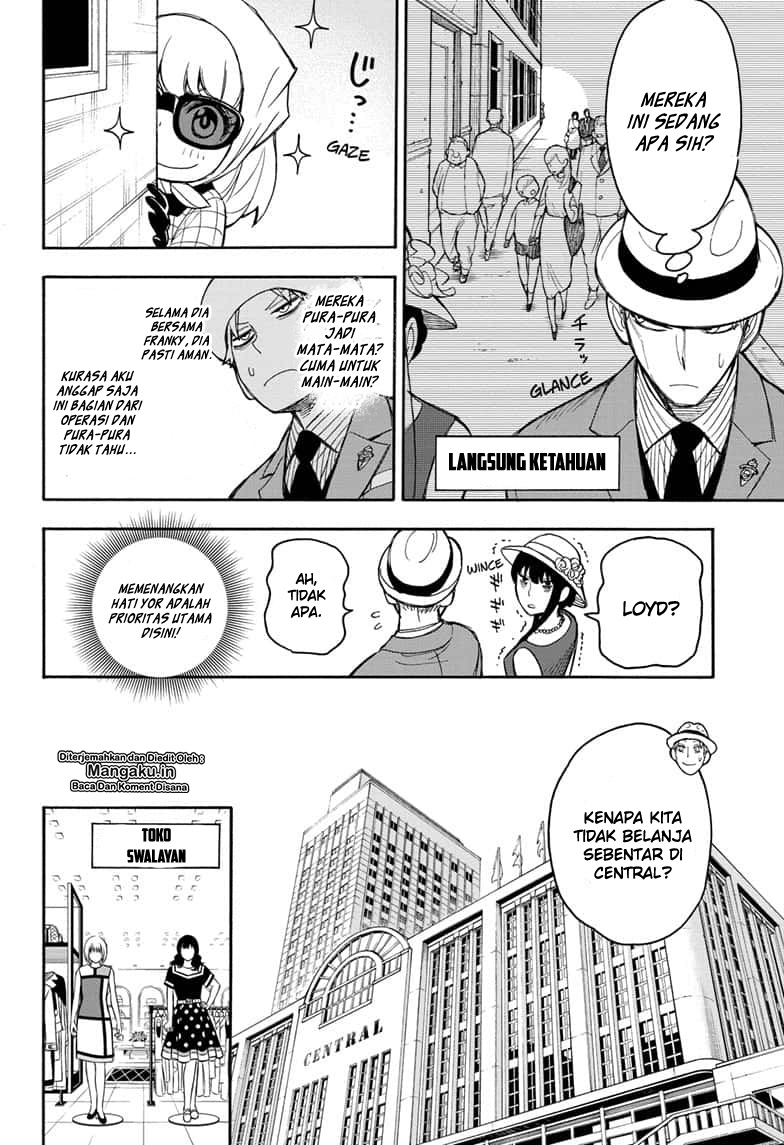 MEREKA
INI SEDANG
APA SIH?
チラッ
GLANCE
LANGSUNG KETAHUAN
じっ...
GAZE
MEREKA
PURA-PURA
JADI
MATA-MATA?
CUMA UNTUK
MAIN-MAIN?
SELAMA DIA
BERSAMA
FRANKY, DIA
PASTI AMAN.
KURASA AKU
ANGGAP SAJA
INI BAGIAN DARI
OPERASI DAN
PURA-PURA
TIDAK TAHU...
LOYD?
WINCE
ギギギ
AH,
TIDAK
APA.
MEMENANGKAN
HATI YOR ADALAH
PRIORITAS UTAMA
DISINI!
KENAPA KITA
TIDAK BELANJA
SEBENTAR DI
CENTRAL?
CENTRAL
Diterjemahkan dan Diedit Oleh :
Mangaku.in
Baca Dan Koment Disana
TOKO
SWALAYAN